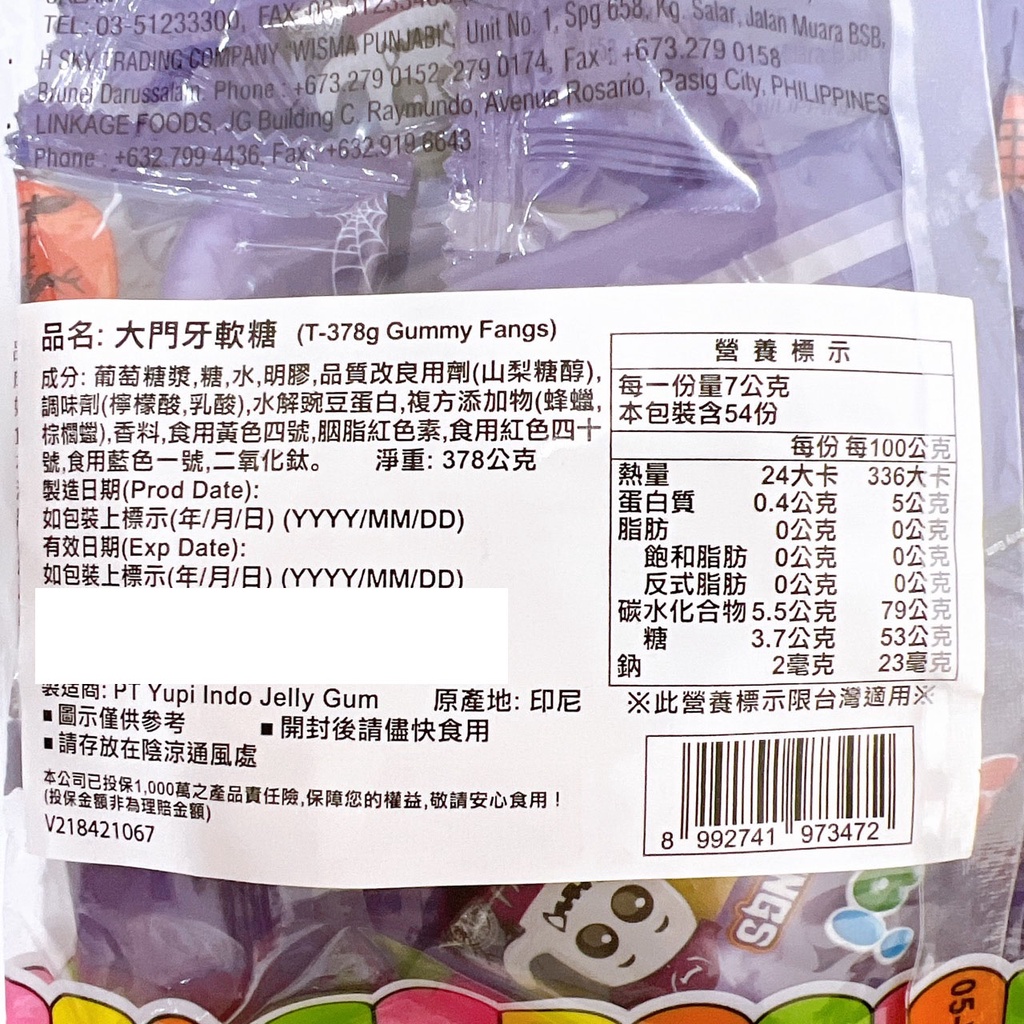 TEL: 03-51233300, FAX
Unit No. 1, Spg 658, Kg. Salar, Jalan Muara BSB,
H SKY TRADING COMPANY "WISMA PUNJABI"
Brunei Darussalam. Phone : +673.279 0152, 279 0174, Fax : +673.279 0158
LINKAGE FOODS, JG Building C. Raymundo, Avenue Rosario, Pasig City, PHILIPPINES
Phone : +632.799 4436, Fax : +632.919 6643
品名: 大門牙軟糖 (T-378g Gummy Fangs)
成分: 葡萄糖漿,糖,水,明膠,品質改良用劑(山梨糖醇),
調味劑(檸檬酸,乳酸),水解豌豆蛋白,複方添加物(蜂蠟,
棕櫚蠟),香料,食用黃色四號,胭脂紅色素,食用紅色四十
號,食用藍色一號,二氧化鈦。 淨重: 378公克
製造日期(Prod Date):
如包裝上標示(年/月/日) (YYYY/MM/DD)
有效日期(Exp Date):
如包裝上標示(年/月/日) (YYYY/MM/DD)
製造商: PT Yupi Indo Jelly Gum 原產地: 印尼
■圖示僅供參考 ■開封後請儘快食用
■請存放在陰涼通風處
本公司已投保1,000萬之產品責任險,保障您的權益,敬請安心食用！
(投保金額非為理賠金額)
V218421067
營養標示
每一份量7公克
本包裝含54份
每份 每100公克
熱量 24大卡 336大卡
蛋白質 0.4公克 5公克
脂肪 0公克 0公克
飽和脂肪 0公克 0公克
反式脂肪 0公克 0公克
碳水化合物 5.5公克 79公克
糖 3.7公克 53公克
鈉 2毫克 23毫克
※此營養標示限台灣適用※
8 992741 973472
NGS
05-